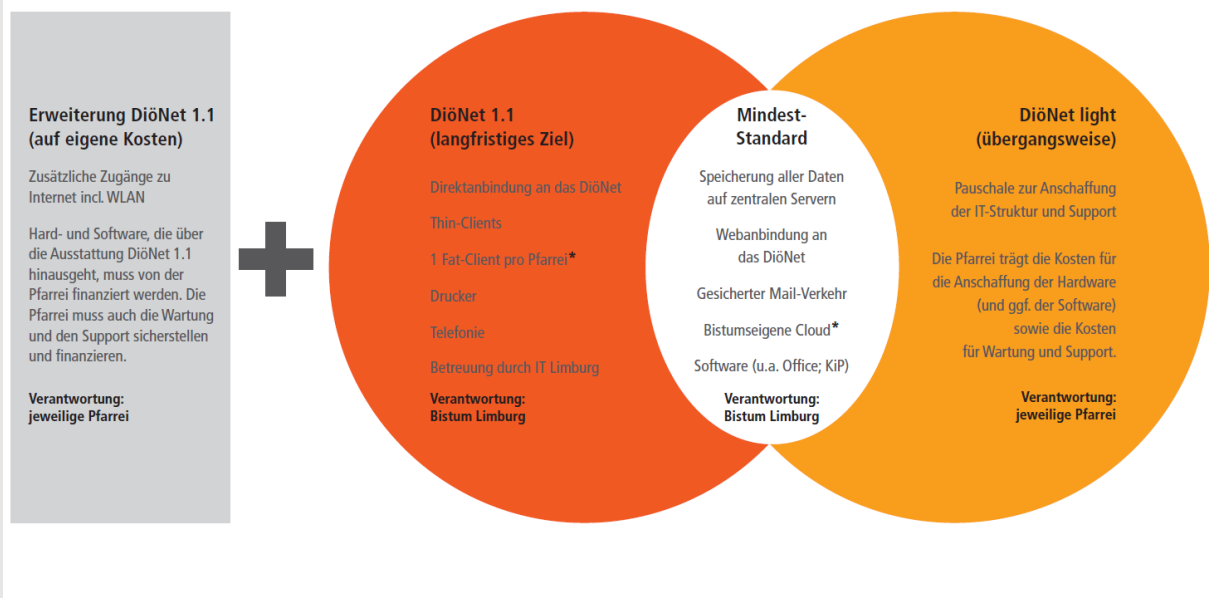 Erweiterung DiöNet 1.1
(auf eigene Kosten)
Zusätzliche Zugänge zu
Internet incl. WLAN
Hard- und Software, die über
die Ausstattung DiöNet 1.1
hinausgeht, muss von der
Pfarrei finanziert werden. Die
Pfarrei muss auch die Wartung
und den Support sicherstellen
und finanzieren.
Verantwortung:
jeweilige Pfarrei
DiöNet 1.1
(langfristiges Ziel)
Direktanbindung an das DiöNet
Thin-Clients
1 Fat-Client pro Pfarrei*
Drucker
Telefonie
Betreuung durch IT Limburg
Verantwortung:
Bistum Limburg
Mindest-
Standard
Speicherung aller Daten
auf zentralen Servern
Webanbindung an
das DiöNet
Gesicherter Mail-Verkehr
Bistumseigene Cloud*
Software (u.a. Office; KiP)
Verantwortung:
Bistum Limburg
DiöNet light
(übergangsweise)
Pauschale zur Anschaffung
der IT-Struktur und Support
Die Pfarrei trägt die Kosten für
die Anschaffung der Hardware
(und ggf. der Software)
sowie die Kosten
für Wartung und Support.
Verantwortung:
jeweilige Pfarrei